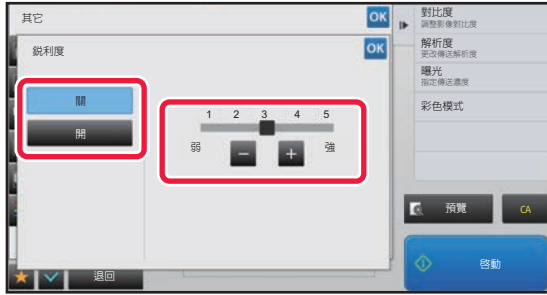 其它
OK
銳利度
OK
關
開
1 2 3 4 5
弱
強
退回
對比度
調整影像對比度
解析度
更改傳送解析度
曝光
指定傳送濃度
彩色模式
預覽
CA
啓動